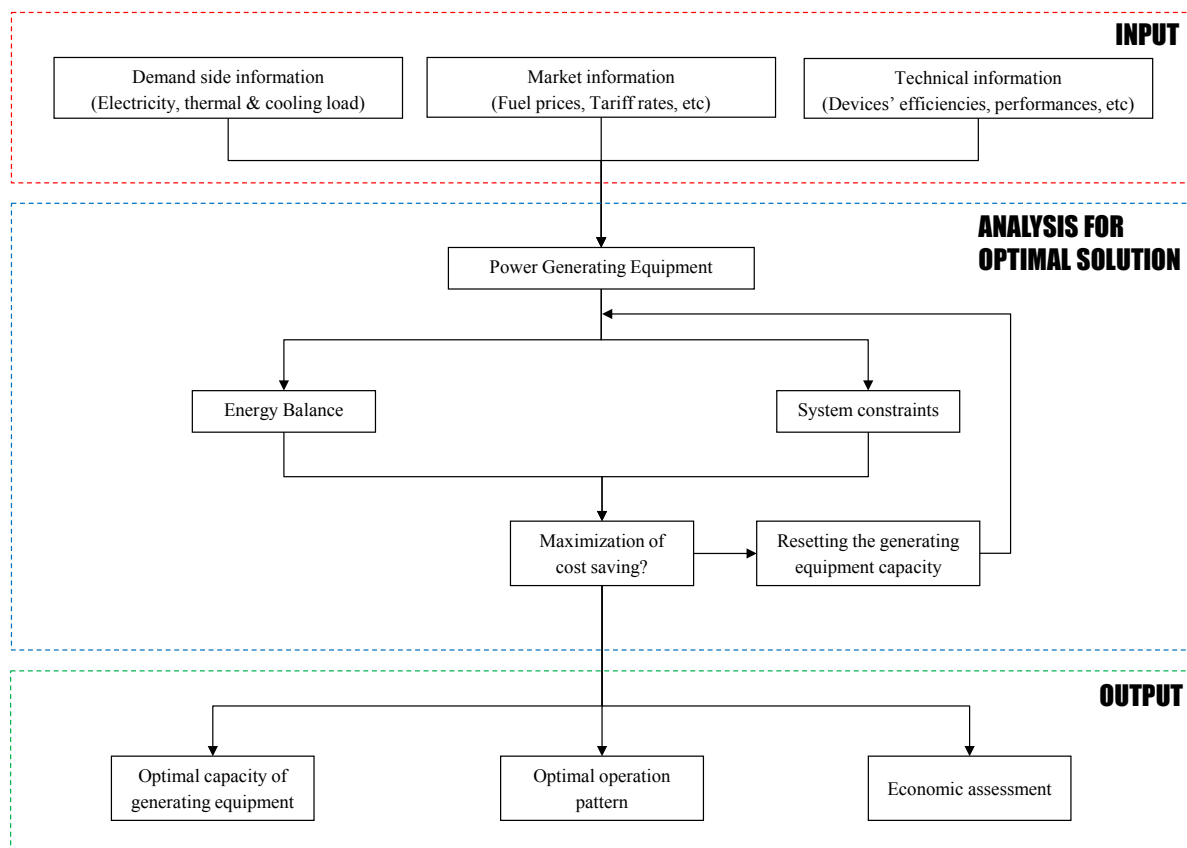 INPUT
Demand side information
(Electricity, thermal & cooling load)
Market information
(Fuel prices, Tariff rates, etc)
Technical information
(Devices’ efficiencies, performances, etc)
ANALYSIS FOR
OPTIMAL SOLUTION
Power Generating Equipment
Energy Balance
System constraints
Maximization of
cost saving?
Resetting the generating
equipment capacity
OUTPUT
Optimal capacity of
generating equipment
Optimal operation
pattern
Economic assessment